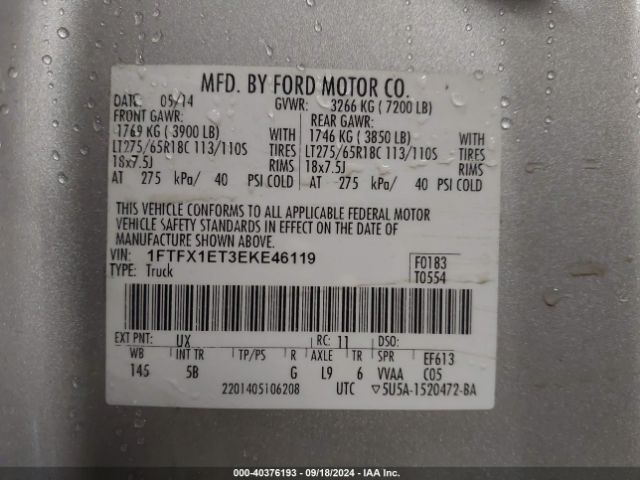 MFD. BY FORD MOTOR CO.
DATE: 05/14 GVWR: 3266 KG ( 7200 LB)
FRONT GAWR: REAR GAWR:
1769 KG ( 3900 LB) WITH 1746 KG ( 3850 LB) WITH
LT275/65R18C 113/110S TIRES LT275/65R18C 113/110S TIRES
18x7.5J RIMS 18x7.5J RIMS
AT 275 kPa/ 40 PSI COLD AT 275 kPa/ 40 PSI COLD
THIS VEHICLE CONFORMS TO ALL APPLICABLE FEDERAL MOTOR
VEHICLE SAFETY STANDARDS IN EFFECT ON THE DATE OF
MANUFACTURE SHOWN ABOVE.
VIN: 1FTFX1ET3EKE46119 F0183
TYPE: Truck T0554
EXT PNT: UX RC: 11 DSO:
WB INT TR TP/PS R AXLE TR SPR EF613
145 5B G L9 6 VVAA C05
2201405106208 UTC ▽5U5A-1520472-BA
000-40376193 - 09/18/2024 - IAA Inc.